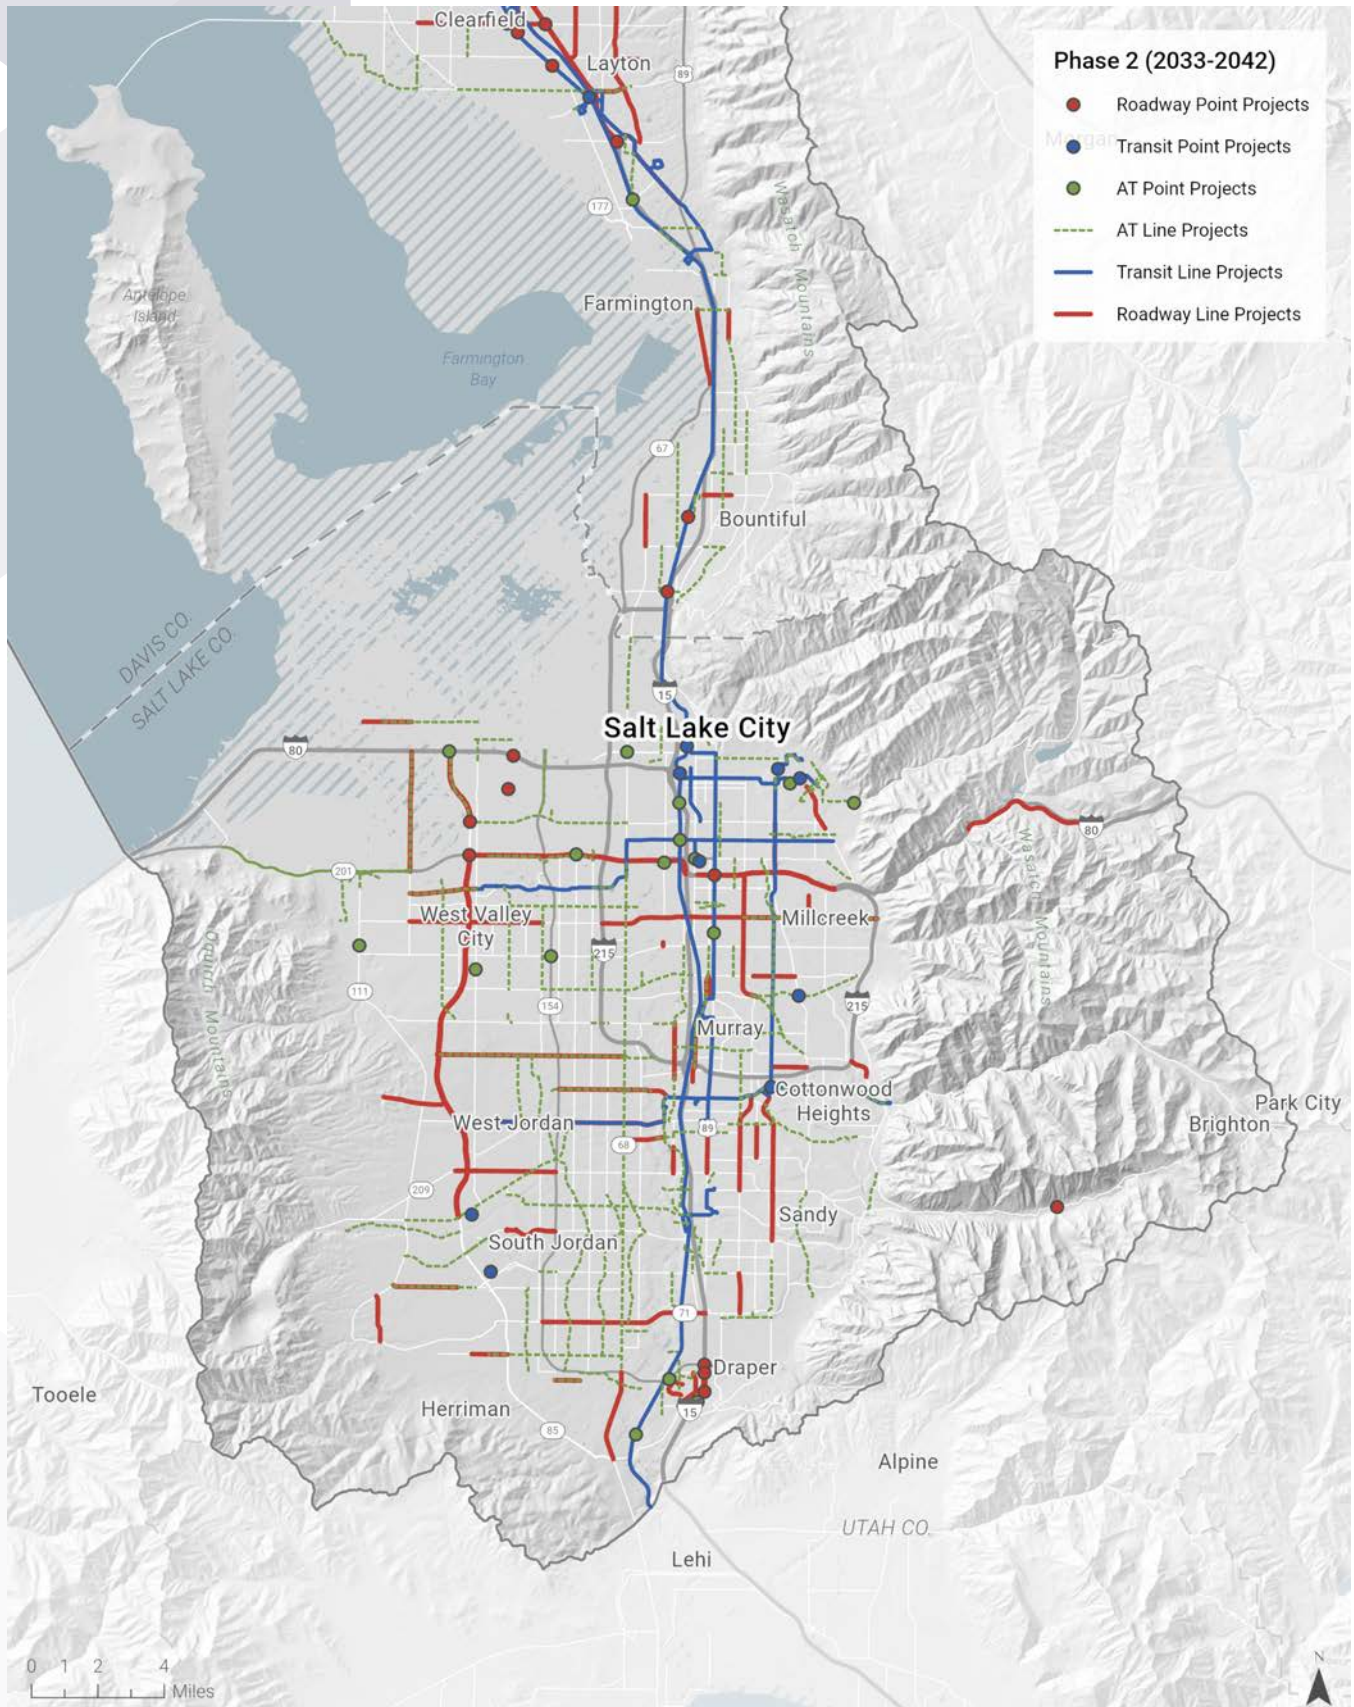 Clearfield
Layton
89
Phase 2 (2033-2042)
Roadway Point Projects
Transit Point Projects
AT Point Projects
AT Line Projects
Transit Line Projects
Roadway Line Projects
Morgan
177
Wasatch Mountains
Antelope
Island
Farmington
Farmington
Bay
67
Bountiful
DAVIS CO.
SALT LAKE CO.
15
Salt Lake City
80
80
201
West Valley
City
Millcreek
Wasatch Mountains
Oquirrh Mountains
215
111
154
215
Murray
Cottonwood
Heights
Park City
Brighton
West Jordan
89
68
209
Sandy
South Jordan
71
Draper
Tooele
Herriman
15
85
Alpine
UTAH CO.
Lehi
0 1 2 4
Miles
N